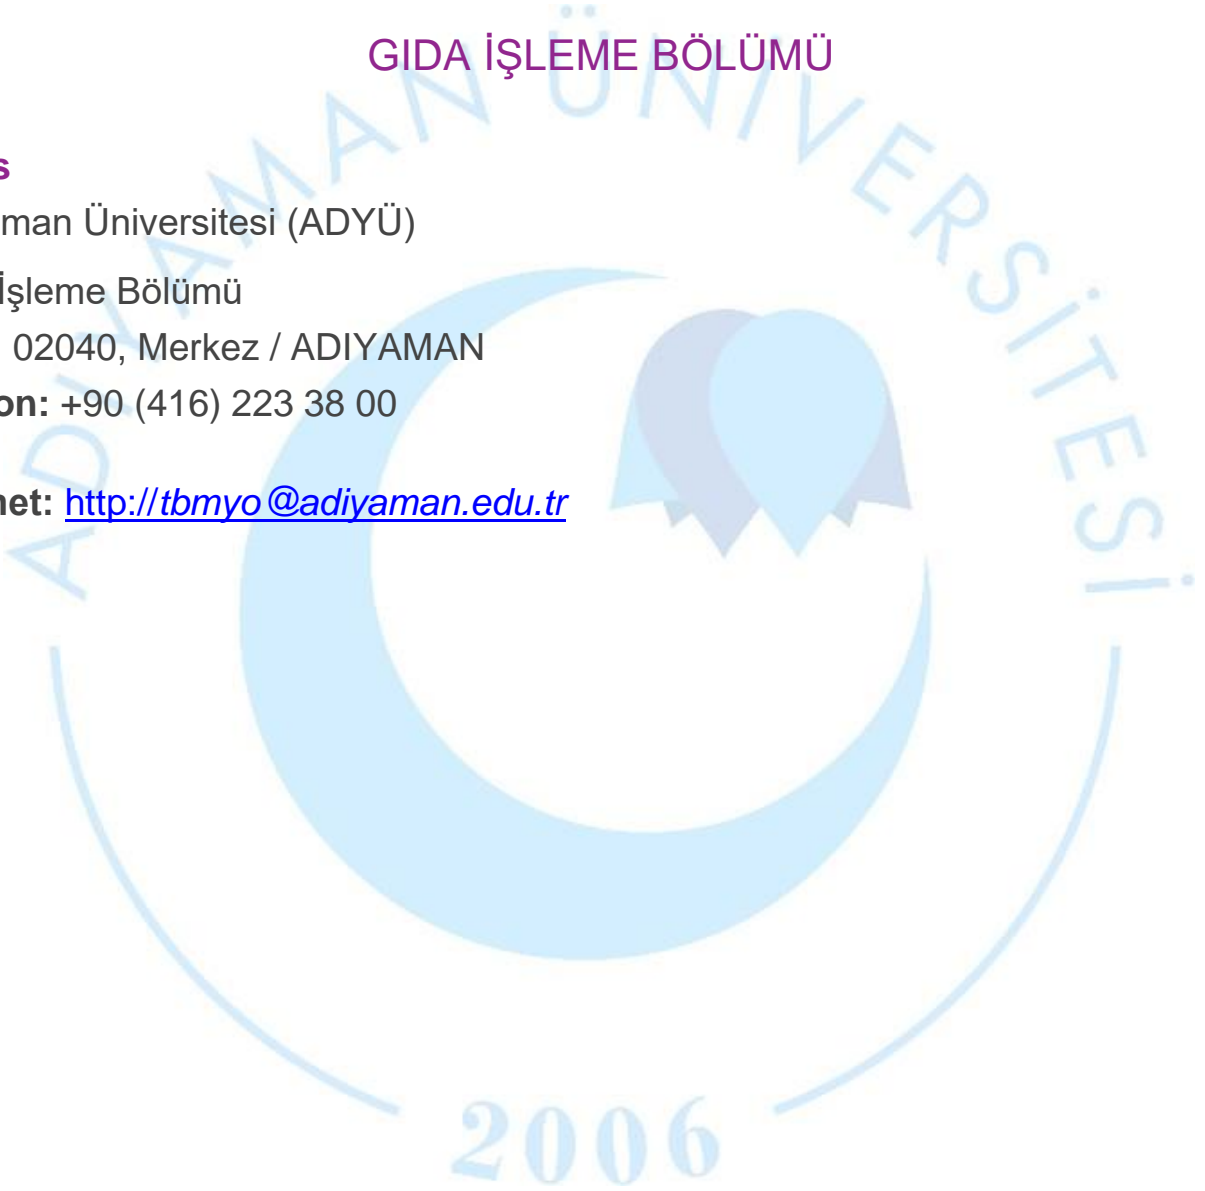 GIDA İŞLEME BÖLÜMÜ
s
man Üniversitesi (ADYÜ)
İşleme Bölümü
02040, Merkez / ADIYAMAN
on: +90 (416) 223 38 00
net: http://tbmyo@adiyaman.edu.tr
ADIYAMAN ÜNİVERSİTESİ
2006